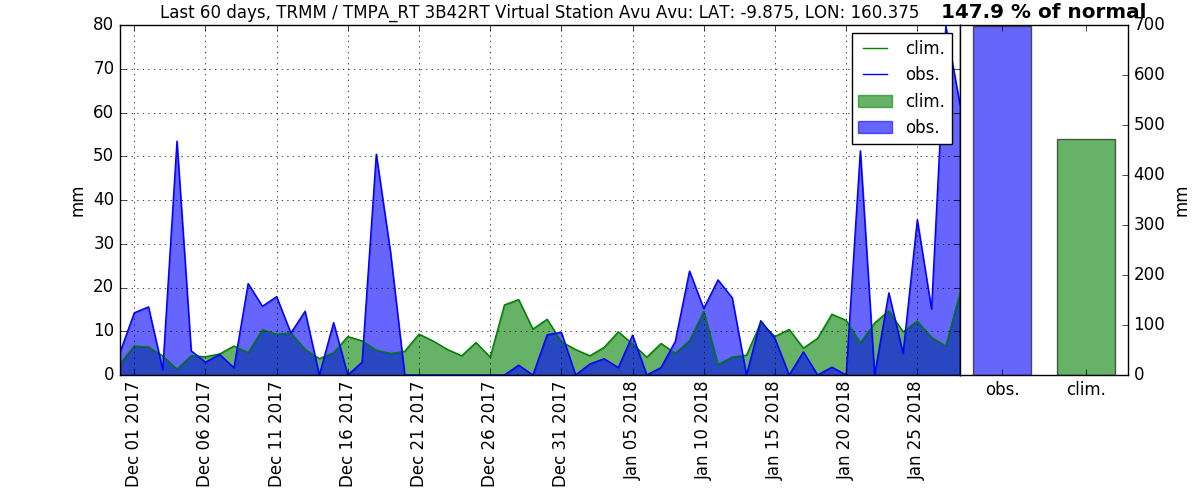 Last 60 days, TRMM / TMPA_RT 3B42RT Virtual Station Avu Avu: LAT: -9.875, LON: 160.375
147.9 % of normal
80
70
60
50
40
30
20
10
0
mm
clim.
obs.
clim.
obs.
Dec 01 2017
Dec 06 2017
Dec 11 2017
Dec 16 2017
Dec 21 2017
Dec 26 2017
Dec 31 2017
Jan 05 2018
Jan 10 2018
Jan 15 2018
Jan 20 2018
Jan 25 2018
700
600
500
400
300
200
100
0
mm
obs.
clim.